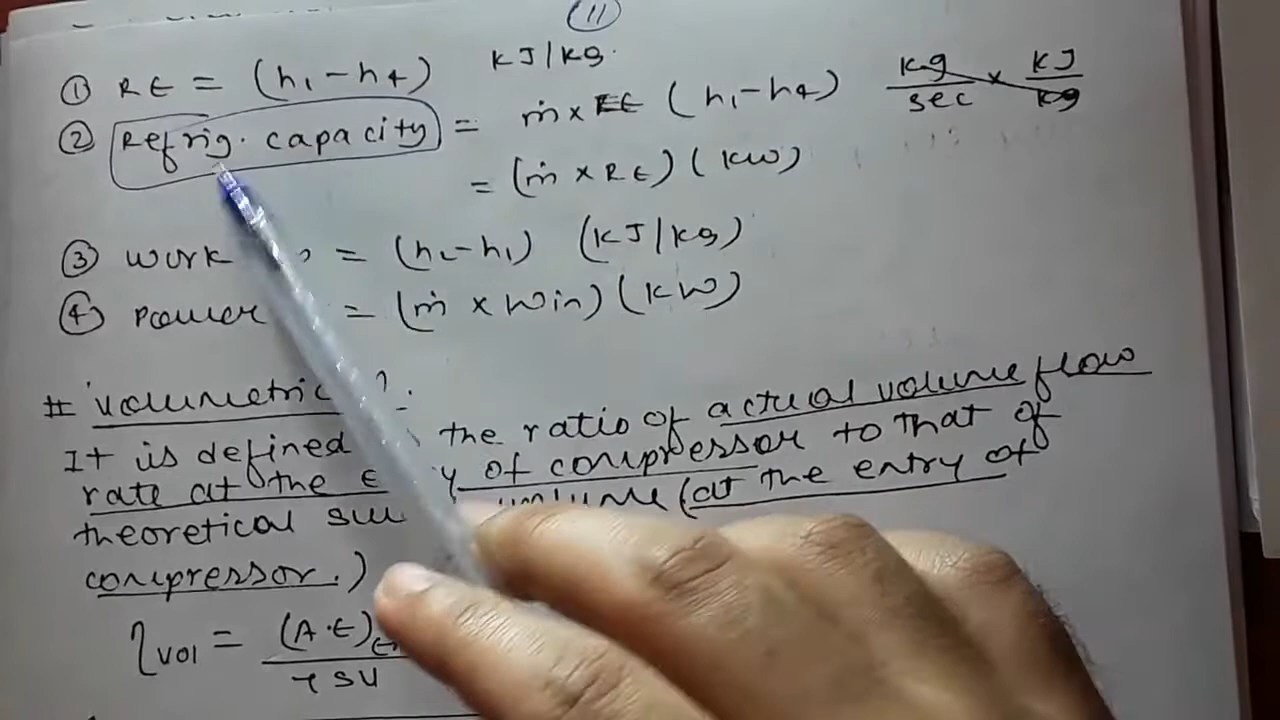 11
① RE = (h₁-h₄) KJ/kg.
② Refrig. capacity = ṁ x RE (h₁-h₄) kg/sec x KJ/kg
= (ṁ x RE) (KW)
③ work = (h₂-h₁) (KJ/kg)
④ Power = (ṁ x Win) (KW)
# volumetric
It is defined the ratio of actual volume flow
rate at the of compressor to that of
theoretical (at the entry of
compressor.)
ηvol =